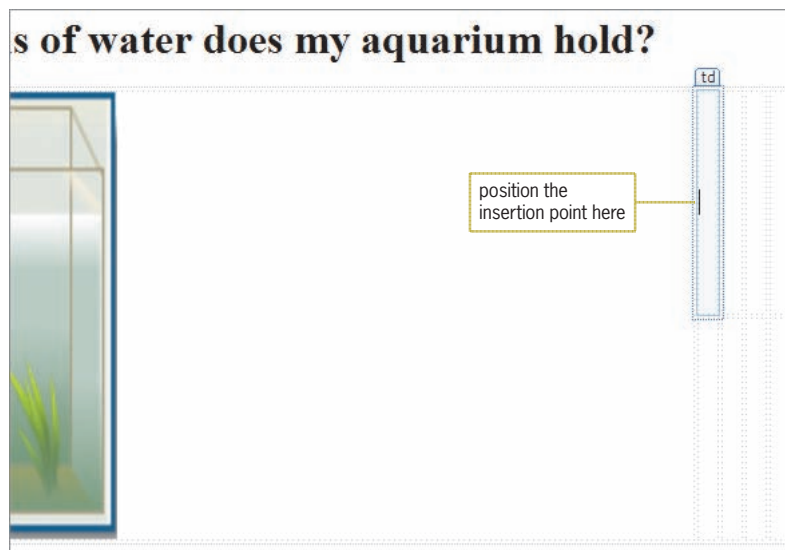 s of water does my aquarium hold?
td
position the
insertion point here